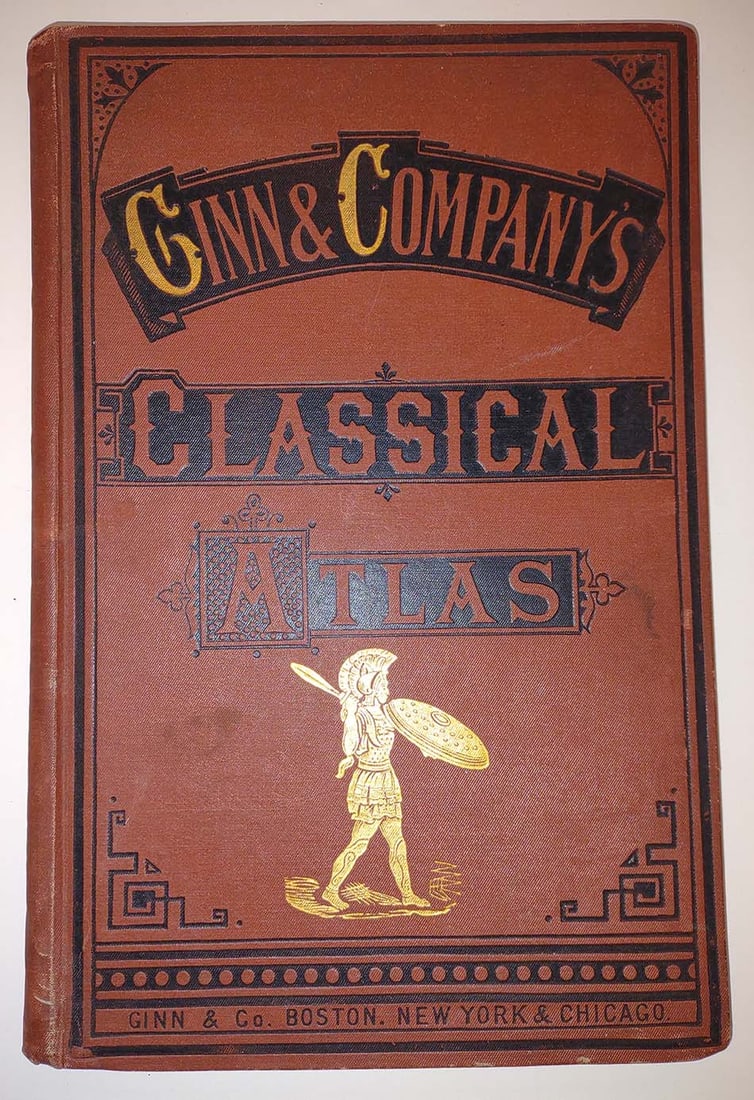 GINN & COMPANY'S
CLASSICAL
ATLAS
GINN & Co. BOSTON. NEW YORK & CHICAGO.